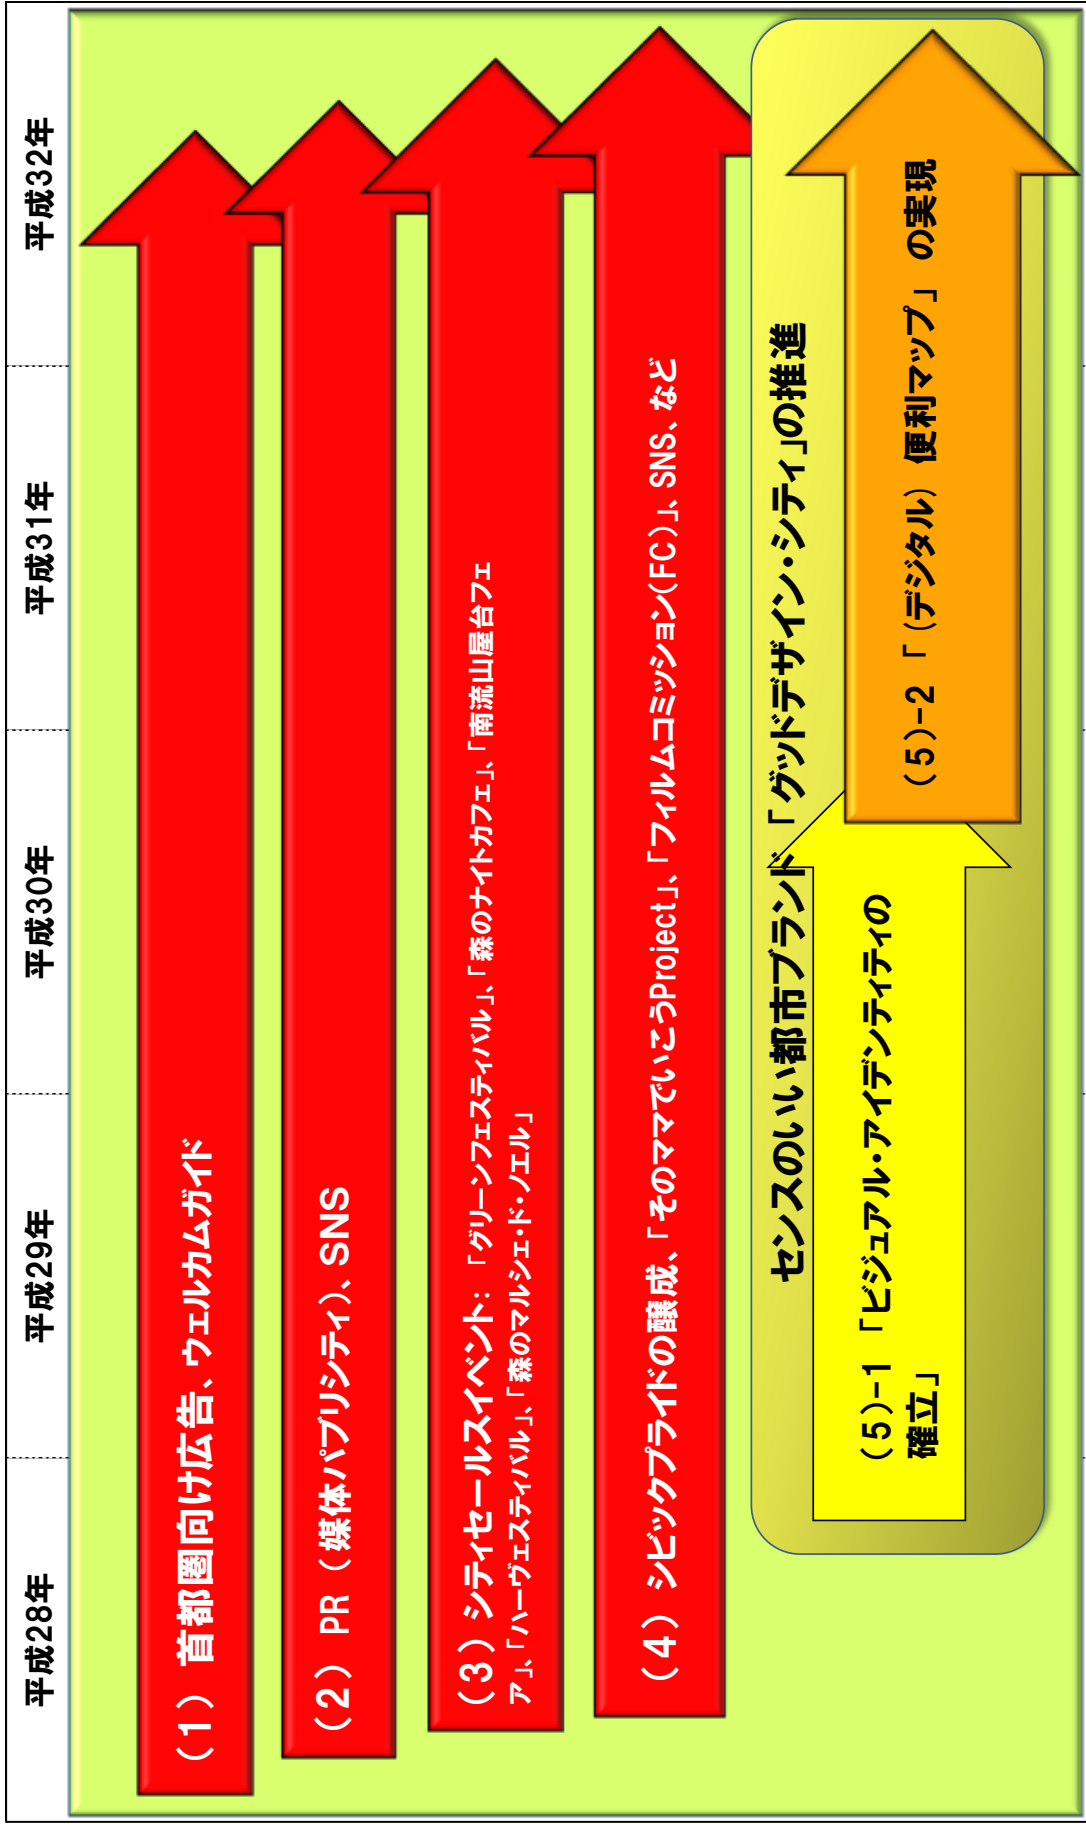 平成28年
平成29年
平成30年
平成31年
平成32年
（1）首都圏向け広告、ウェルカムガイド
（2）PR（媒体パブリシティ）、SNS
（3）シティセールスイベント：「グリーンフェスティバル」、「森のナイトカフェ」、「南流山屋台フェ
ア」、「ハーヴェスティバル」、「森のマルシェ・ド・ノエル」
（4）シビックプライドの醸成、「そのママでいこうProject」、「フィルムコミッション(FC)」、SNS、など
センスのいい都市ブランド「グッドデザイン・シティ」の推進
（5)-1 「ビジュアル・アイデンティティの
確立」
（5)-2 「（デジタル）便利マップ」 の実現